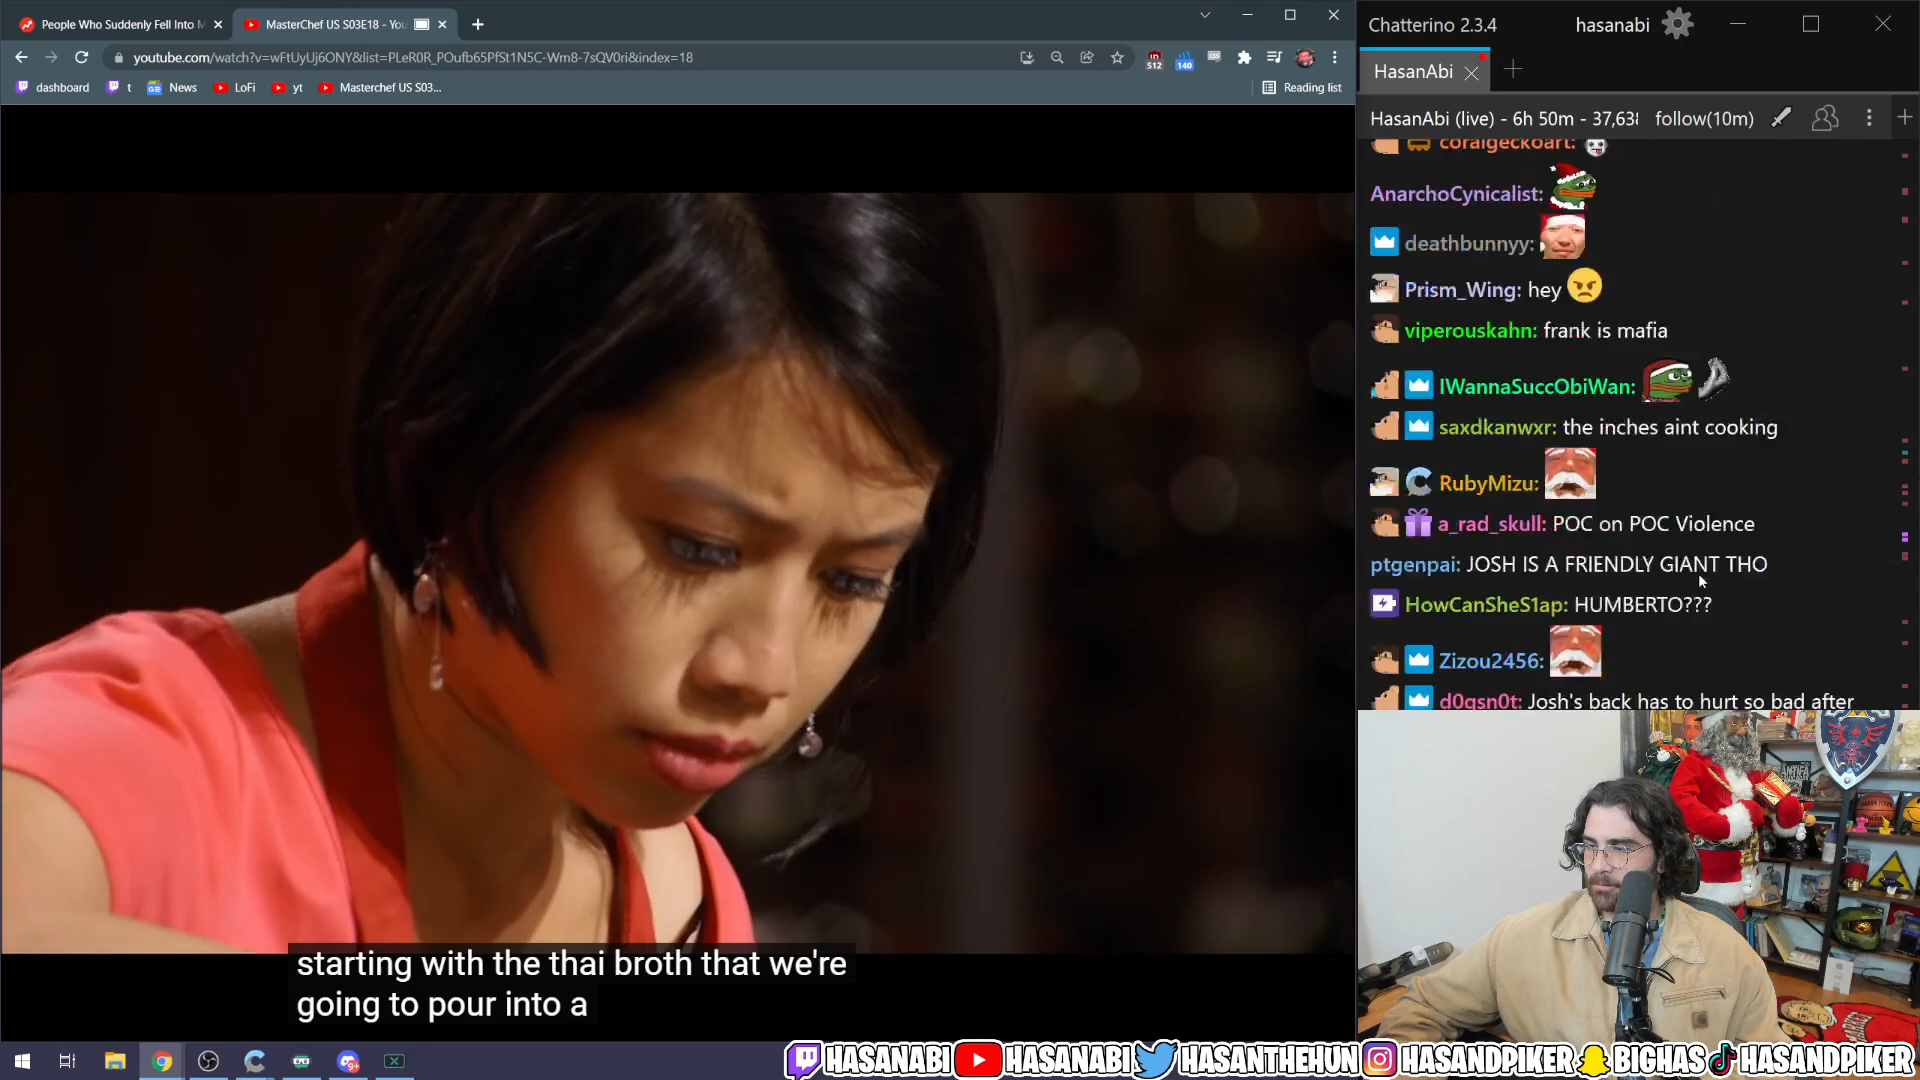 People Who Suddenly Fell Into M
MasterChef US S03E18 - You
youtube.com/watch?v=wFtUyUj6ONY&list=PLeR0R_POufb65PfSt1N5C-Wm8-7sQV0ri&index=18
512
140
dashboard
t
News
LoFi
yt
Masterchef US S03...
Reading list
starting with the thai broth that we're
going to pour into a
Chatterino 2.3.4
hasanabi
HasanAbi
HasanAbi (live) - 6h 50m - 37,638
follow(10m)
coralgeckoart:
AnarchoCynicalist:
deathbunnyy:
Prism_Wing: hey
viperouskahn: frank is mafia
IWannaSuccObiWan:
saxdkanwxr: the inches aint cooking
RubyMizu:
a_rad_skull: POC on POC Violence
ptgenpai: JOSH IS A FRIENDLY GIANT THO
HowCanSheS1ap: HUMBERTO???
Zizou2456:
d0gsn0t: Josh's back has to hurt so bad after
ANTIFA
HASANABI
HASANABI
HASANTHEHUN
HASANDPIKER
BIGHAS
HASANDPIKER